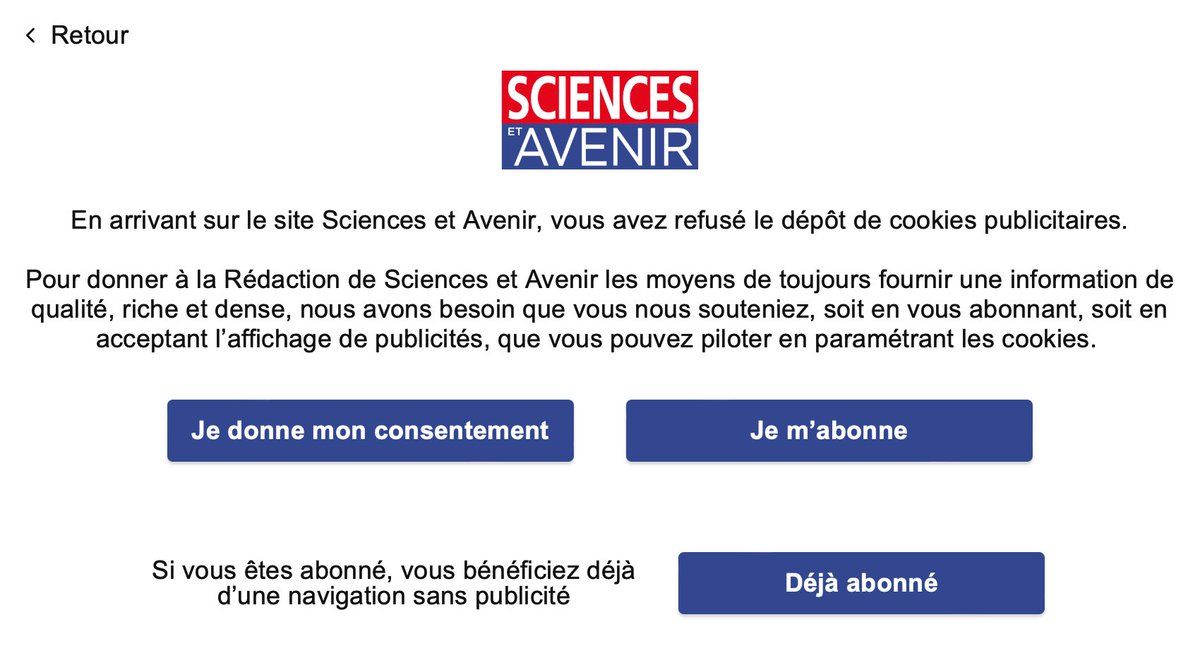 Retour
SCIENCES
ET AVENIR
En arrivant sur le site Sciences et Avenir, vous avez refusé le dépôt de cookies publicitaires.
Pour donner à la Rédaction de Sciences et Avenir les moyens de toujours fournir une information de
qualité, riche et dense, nous avons besoin que vous nous souteniez, soit en vous abonnant, soit en
acceptant l’affichage de publicités, que vous pouvez piloter en paramétrant les cookies.
Je donne mon consentement
Je m’abonne
Si vous êtes abonné, vous bénéficiez déjà
d’une navigation sans publicité
Déjà abonné